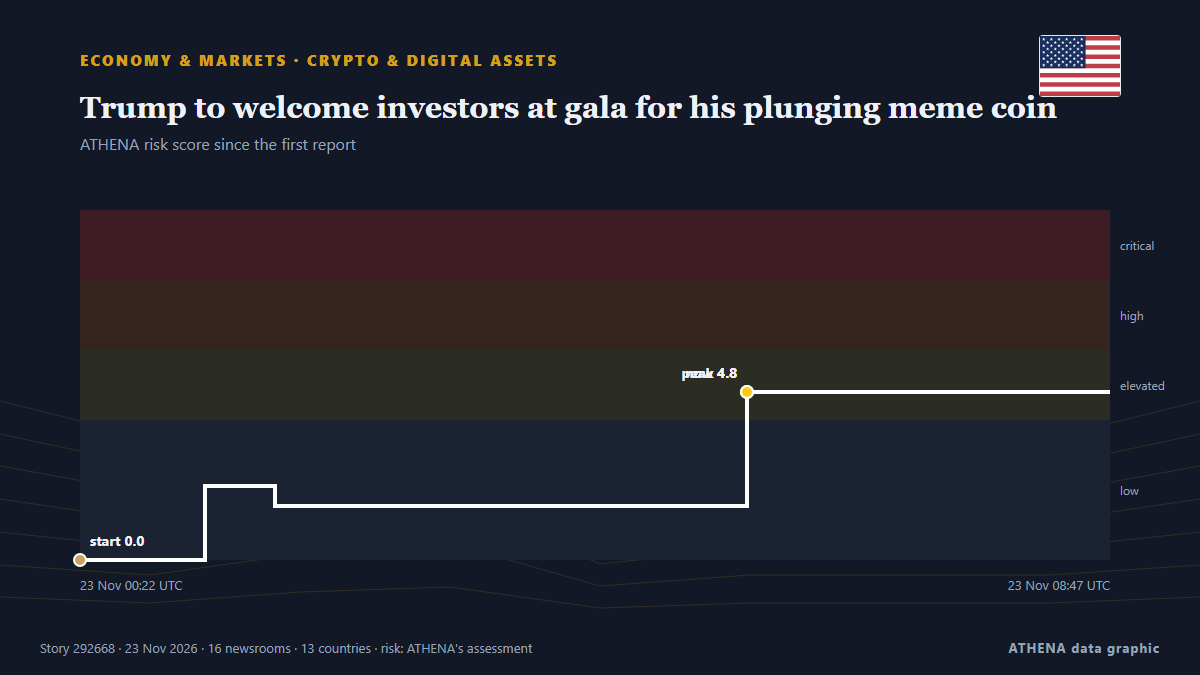 ECONOMY & MARKETS · CRYPTO & DIGITAL ASSETS
Trump to welcome investors at gala for his plunging meme coin
ATHENA risk score since the first report
critical
high
4.8
elevated
low
start 0.0
23 Nov 00:22 UTC
23 Nov 08:47 UTC
Story 292668 · 23 Nov 2026 · 16 newsrooms · 13 countries · risk: ATHENA's assessment
ATHENA data graphic